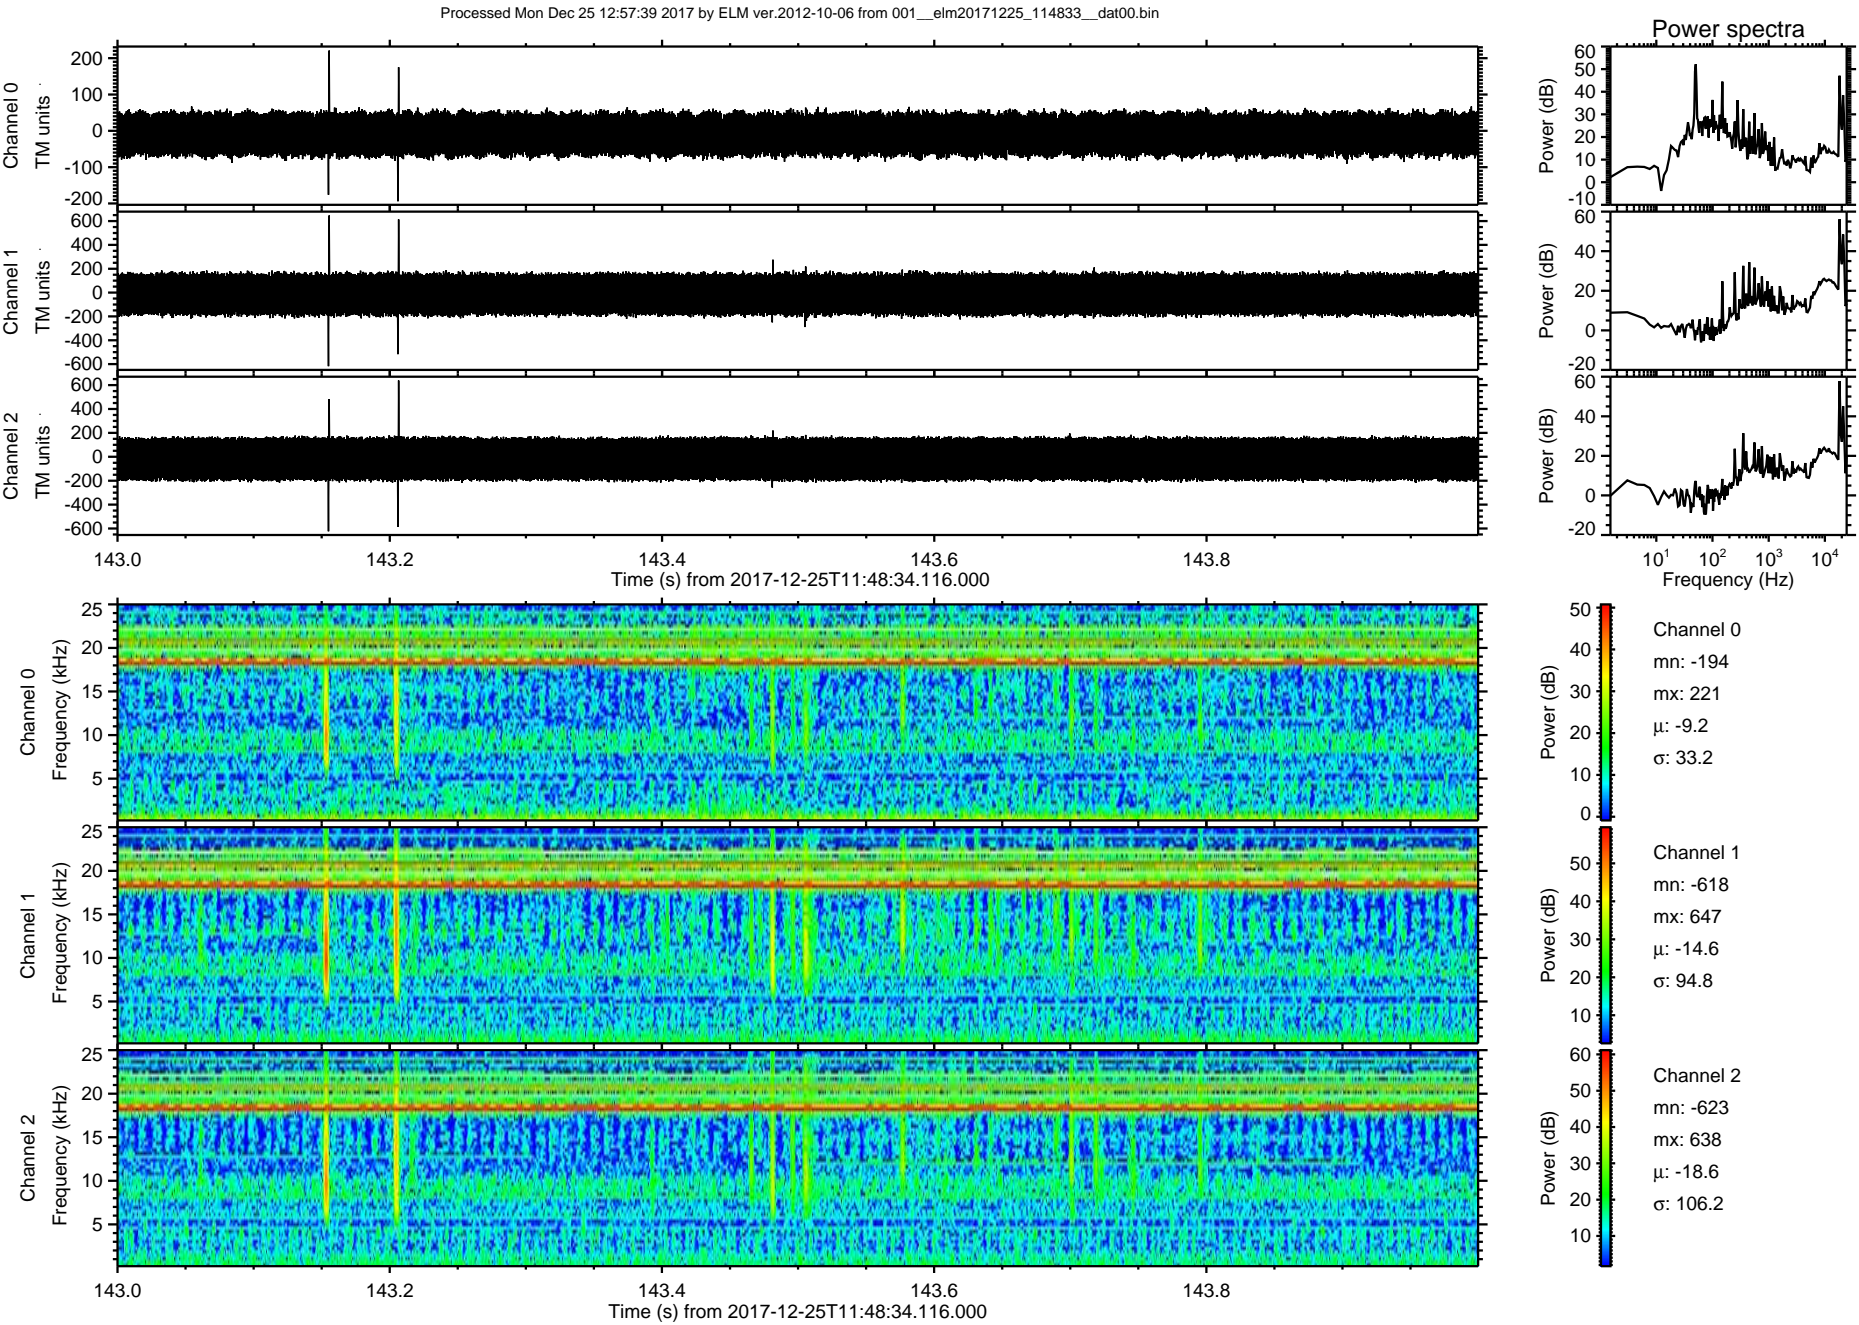 Processed Mon Dec 25 12:57:39 2017 by ELM ver.2012-10-06 from 001__elm20171225_114833__dat00.bin
Power spectra
Channel 0
TM units
200
100
0
-100
-200
Power (dB)
60
50
40
30
20
10
0
-10
Channel 1
TM units
600
400
200
0
-200
-400
-600
Power (dB)
60
40
20
0
-20
Channel 2
TM units
600
400
200
0
-200
-400
-600
Power (dB)
60
40
20
0
-20
143.0 143.2 143.4 143.6 143.8
Time (s) from 2017-12-25T11:48:34.116.000
10^1 10^2 10^3 10^4
Frequency (Hz)
Channel 0
Frequency (kHz)
25
20
15
10
5
Power (dB)
50
40
30
20
10
0
Channel 0
mn: -194
mx: 221
μ: -9.2
σ: 33.2
Channel 1
Frequency (kHz)
25
20
15
10
5
Power (dB)
50
40
30
20
10
Channel 1
mn: -618
mx: 647
μ: -14.6
σ: 94.8
Channel 2
Frequency (kHz)
25
20
15
10
5
Power (dB)
60
50
40
30
20
10
Channel 2
mn: -623
mx: 638
μ: -18.6
σ: 106.2
143.0 143.2 143.4 143.6 143.8
Time (s) from 2017-12-25T11:48:34.116.000